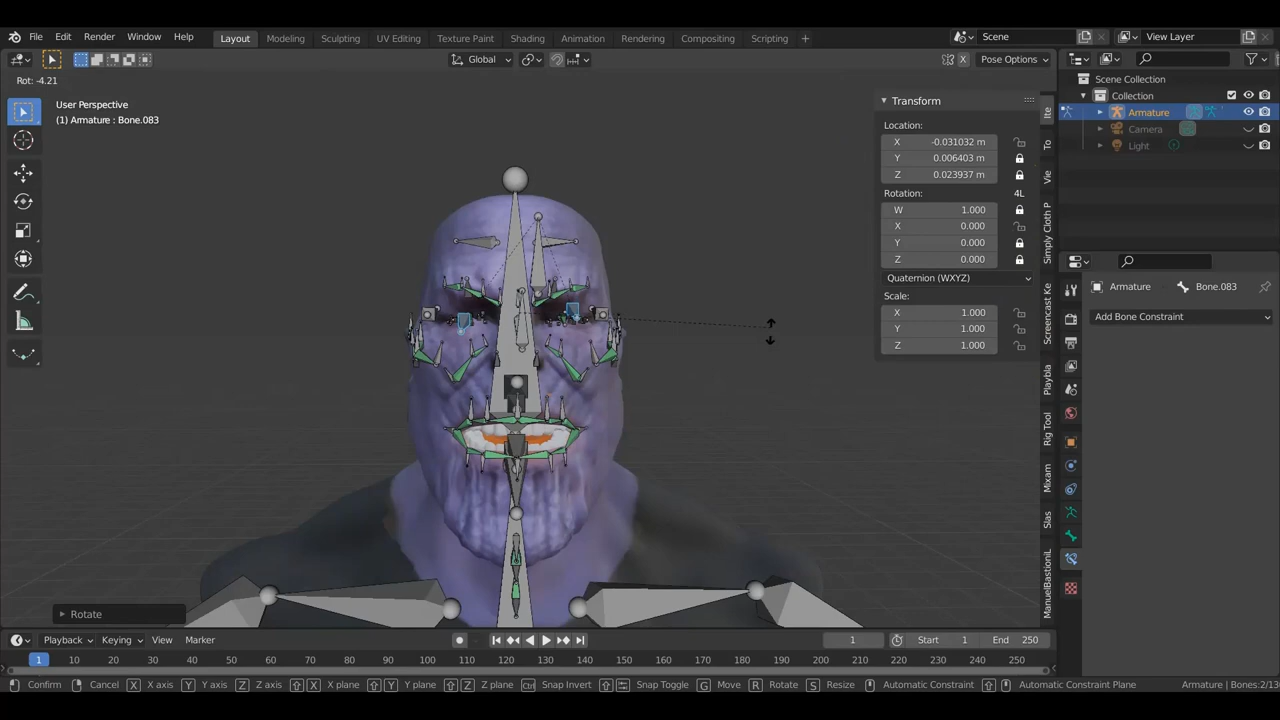 File Edit Render Window Help Layout Modeling Sculpting UV Editing Texture Paint Shading Animation Rendering Compositing Scripting + Scene View Layer
Global X Pose Options
Rot: -4.21
User Perspective
(1) Armature : Bone.083
Transform
Location:
X -0.031032 m
Y 0.006403 m
Z 0.023937 m
Rotation: 4L
W 1.000
X 0.000
Y 0.000
Z 0.000
Quaternion (WXYZ)
Scale:
X 1.000
Y 1.000
Z 1.000
Ite
To
Vie
Simply Cloth P
Screencast Ke
Playbla
Rig Tool
Mixam
Slas
ManuelBastioniL
Scene Collection
Collection
Armature
Camera
Light
Armature Bone.083
Add Bone Constraint
Rotate
Playback Keying View Marker 1 Start 1 End 250
1 10 20 30 40 50 60 70 80 90 100 110 120 130 140 150 160 170 180 190 200 210 220 230 240 250
Confirm Cancel X X axis Y Y axis Z Z axis X X plane Y Y plane Z Z plane Ctrl Snap Invert Snap Toggle G Move R Rotate S Resize Automatic Constraint Automatic Constraint Plane Armature | Bones:2/13